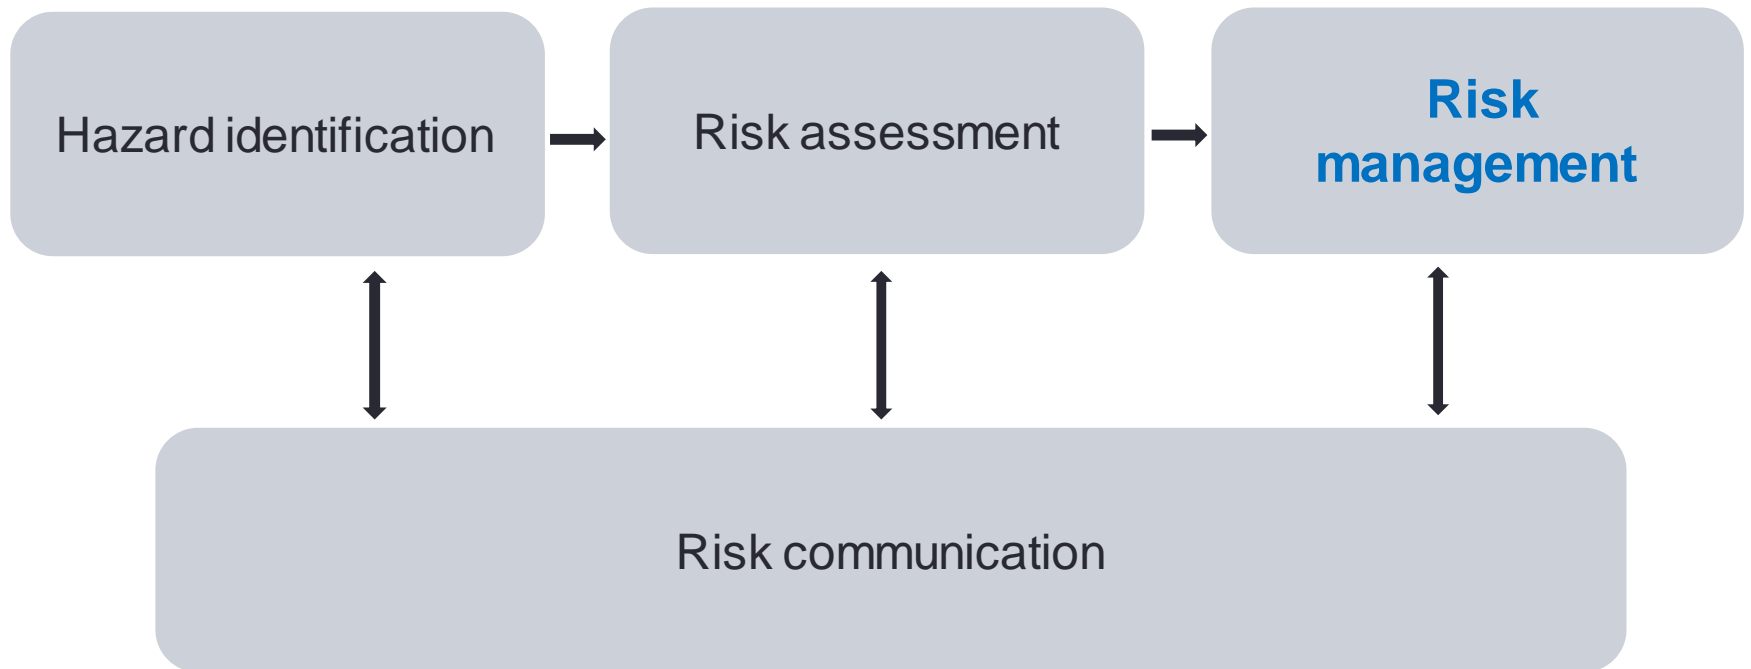 Hazard identification
Risk assessment
Risk
management
Risk communication